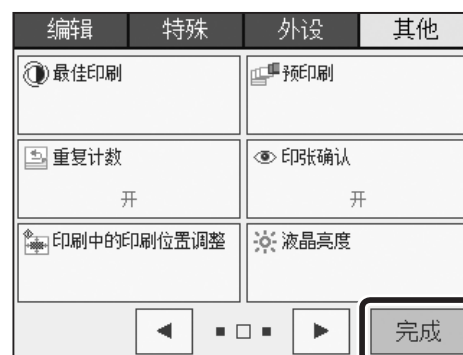 编辑 特殊 外设 其他
最佳印刷 预印刷
重复计数 印张确认
开 开
印刷中的印刷位置调整 液晶亮度
完成